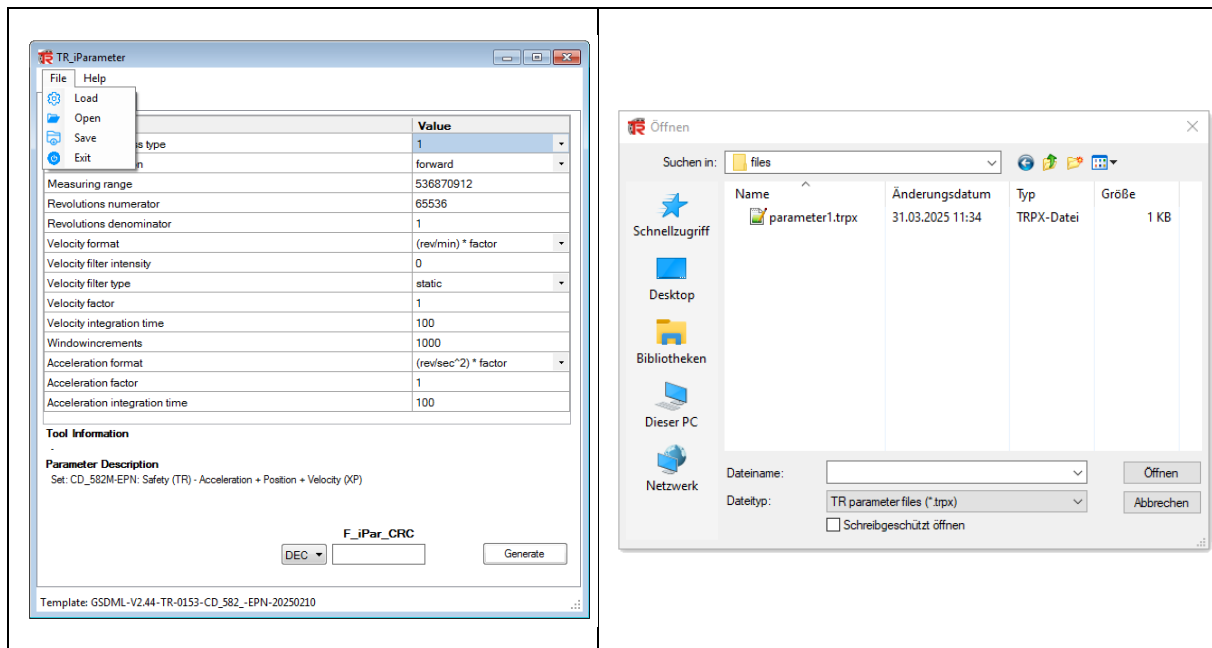 TR_iParameter
File Help
Load
Open
Save
Exit
Value
s type 1
n forward
Measuring range 536870912
Revolutions numerator 65536
Revolutions denominator 1
Velocity format (rev/min) * factor
Velocity filter intensity 0
Velocity filter type static
Velocity factor 1
Velocity integration time 100
Windowincrements 1000
Acceleration format (rev/sec^2) * factor
Acceleration factor 1
Acceleration integration time 100
Tool Information
-
Parameter Description
Set: CD_582M-EPN: Safety (TR) - Acceleration + Position + Velocity (XP)
F_iPar_CRC
DEC Generate
Template: GSDML-V2.44-TR-0153-CD_582_-EPN-20250210
Öffnen
Suchen in: files
Name Änderungsdatum Typ Größe
parameter1.trpx 31.03.2025 11:34 TRPX-Datei 1 KB
Schnellzugriff
Desktop
Bibliotheken
Dieser PC
Netzwerk
Dateiname: Öffnen
Dateityp: TR parameter files (*.trpx) Abbrechen
Schreibgeschützt öffnen